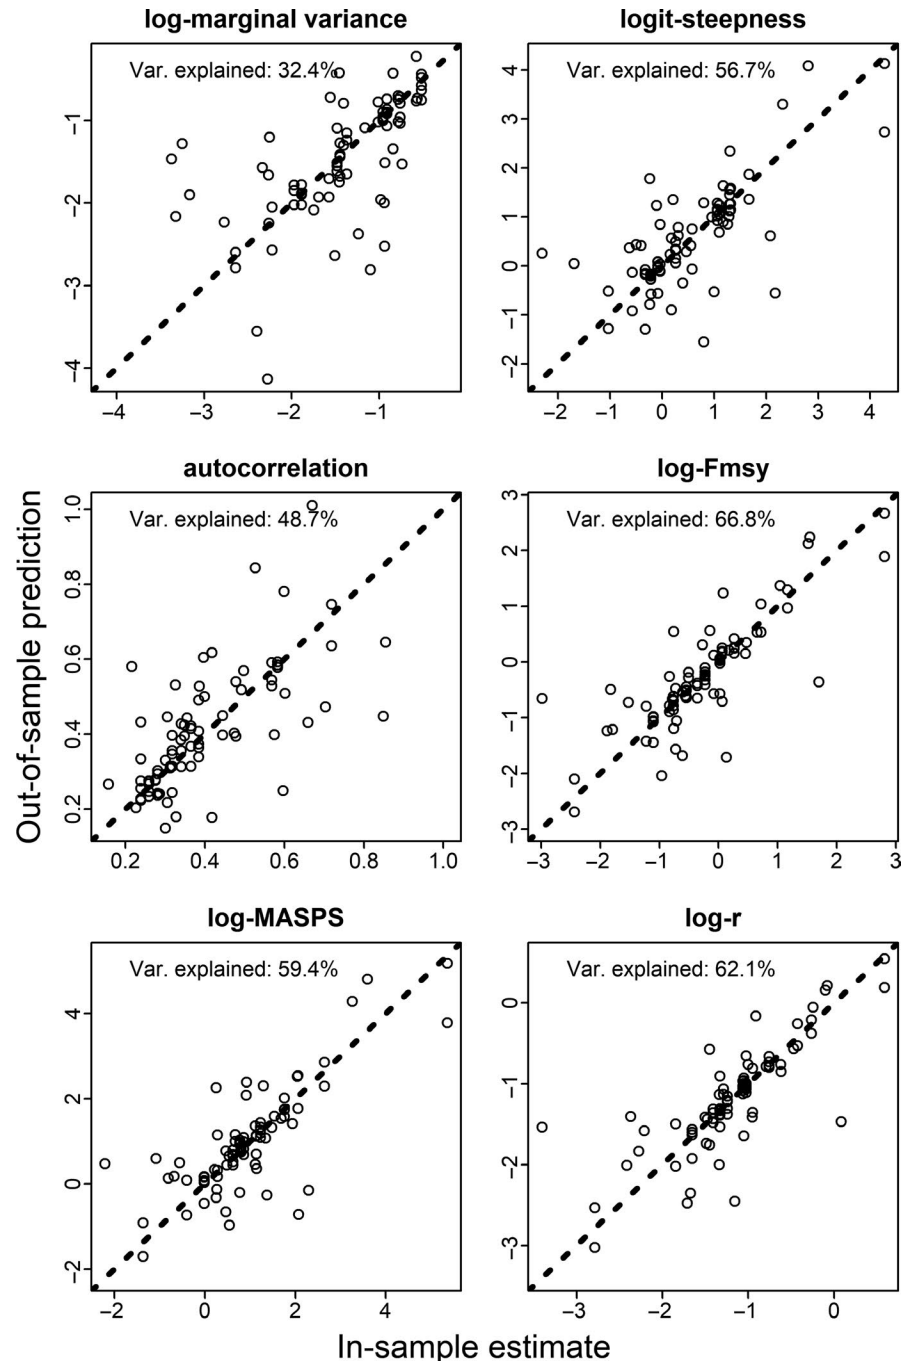 log-marginal variance
Var. explained: 32.4%
−1
−2
−3
−4
−4 −3 −2 −1
logit-steepness
Var. explained: 56.7%
4
3
2
1
0
−1
−2
−2 −1 0 1 2 3 4
autocorrelation
Var. explained: 48.7%
1.0
0.8
0.6
0.4
0.2
0.2 0.4 0.6 0.8 1.0
log-Fmsy
Var. explained: 66.8%
3
2
1
0
−1
−2
−3
−3 −2 −1 0 1 2 3
Out-of-sample prediction
log-MASPS
Var. explained: 59.4%
4
2
0
−2
−2 0 2 4
log-r
Var. explained: 62.1%
0
−1
−2
−3
−3 −2 −1 0
In-sample estimate